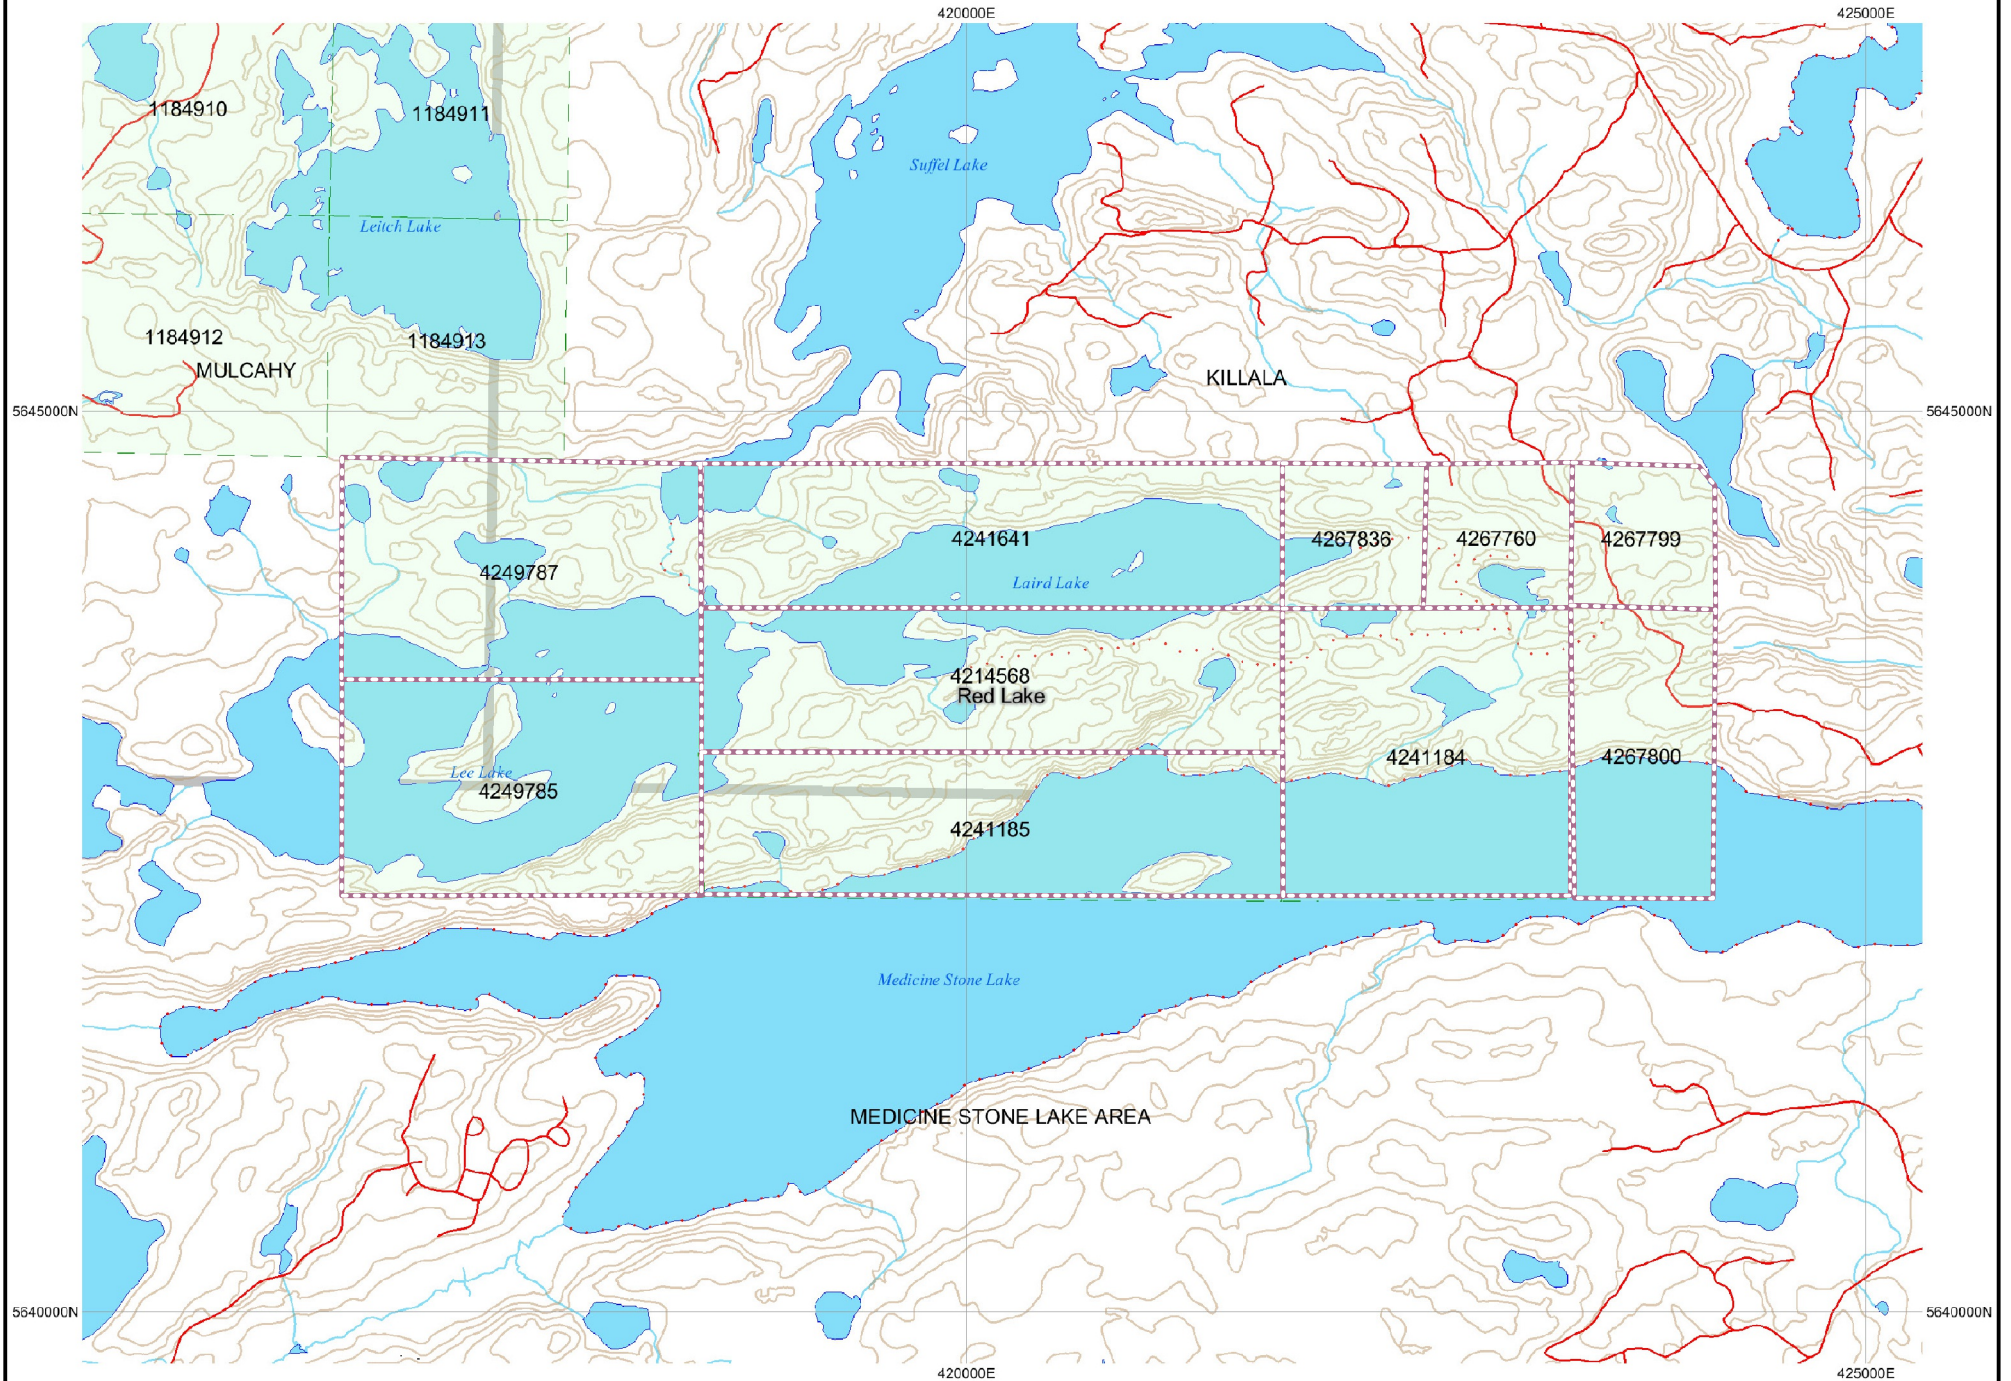 420000E
425000E
1184910
1184911
Suffel Lake
Leitch Lake
1184912
1184913
MULCAHY
KILLALA
5645000N
5645000N
4241641
4267836
4267760
4267799
4249787
Laird Lake
4214568
Red Lake
4241184
4267800
Lee Lake
4249785
4241185
Medicine Stone Lake
MEDICINE STONE LAKE AREA
5640000N
5640000N
420000E
425000E